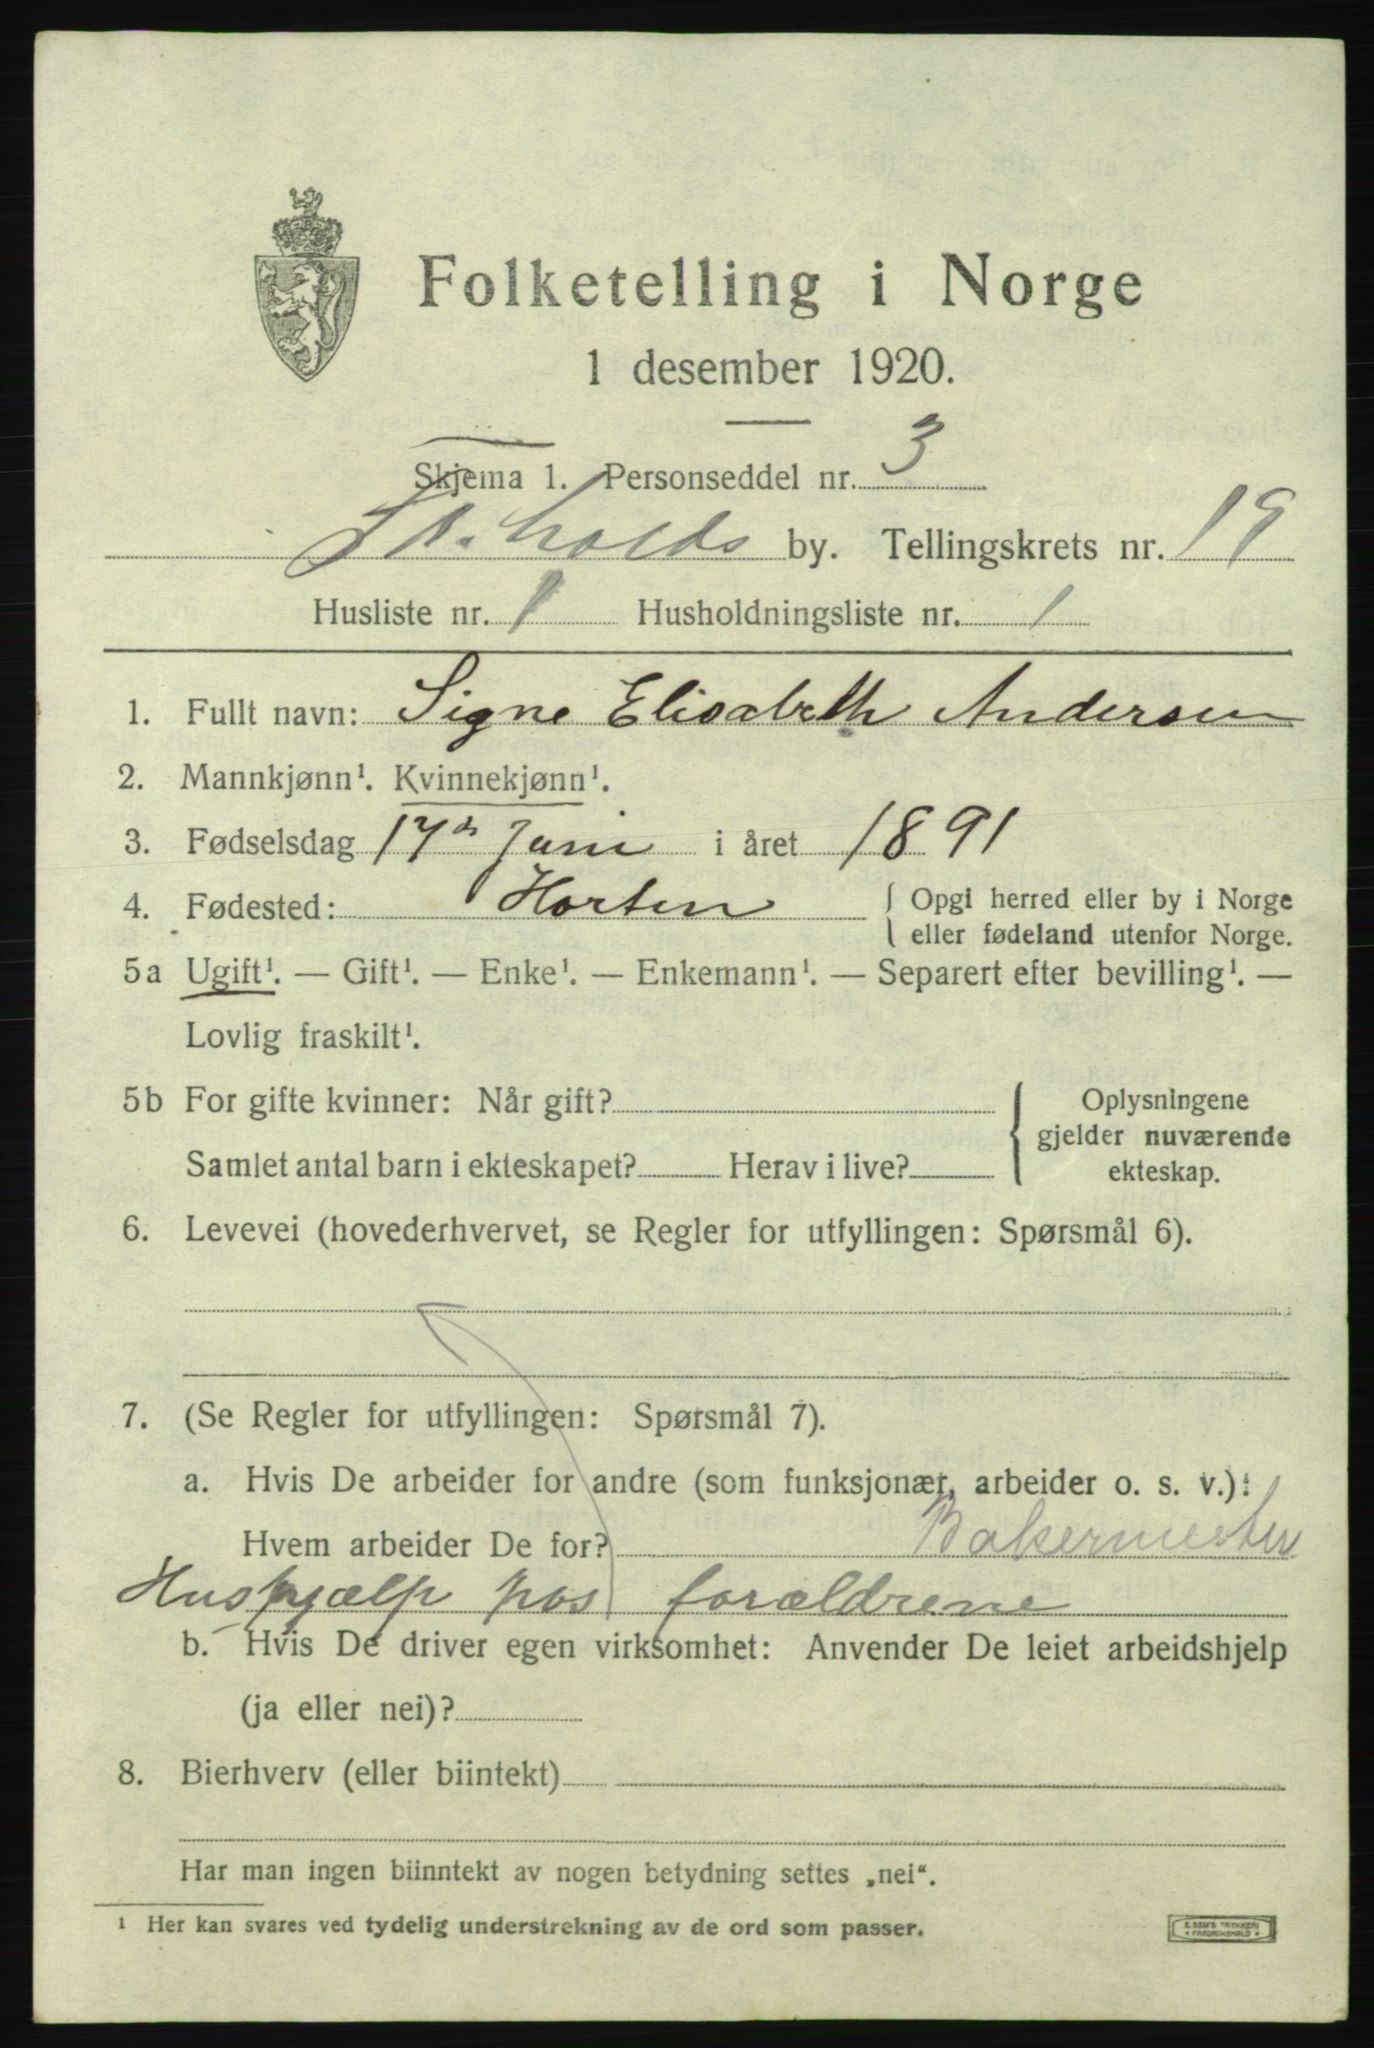 Folketelling i Norge
1 desember 1920.
Skjema 1. Personseddel nr. 3
Fr.halds by. Tellingskrets nr. 19
Husliste nr. 1 Husholdningsliste nr. 1
1. Fullt navn: Signe Elisabeth Andersen
2. Mannkjønn¹. Kvinnekjønn¹.
3. Fødselsdag 17de Juni i året 1891
4. Fødested: Horten { Opgi herred eller by i Norge
eller fødeland utenfor Norge.
5a Ugift¹. — Gift¹. — Enke¹. — Enkemann¹. — Separert efter bevilling¹. —
Lovlig fraskilt¹.
5b For gifte kvinner: Når gift? { Oplysningene
gjelder nuværende
Samlet antal barn i ekteskapet? Herav i live? ekteskap.
6. Levevei (hovederhvervet, se Regler for utfyllingen: Spørsmål 6).
7. (Se Regler for utfyllingen: Spørsmål 7).
a. Hvis De arbeider for andre (som funksjonær, arbeider o. s. v.):
Hvem arbeider De for? Bakermester
Hushjælp hos forældrene
b. Hvis De driver egen virksomhet: Anvender De leiet arbeidshjelp
(ja eller nei)?
8. Bierhverv (eller biintekt)
Har man ingen biinntekt av nogen betydning settes „nei“.
¹ Her kan svares ved tydelig understrekning av de ord som passer.
E. SEM'S TRYKKERI
* FREDRIKSHALD *